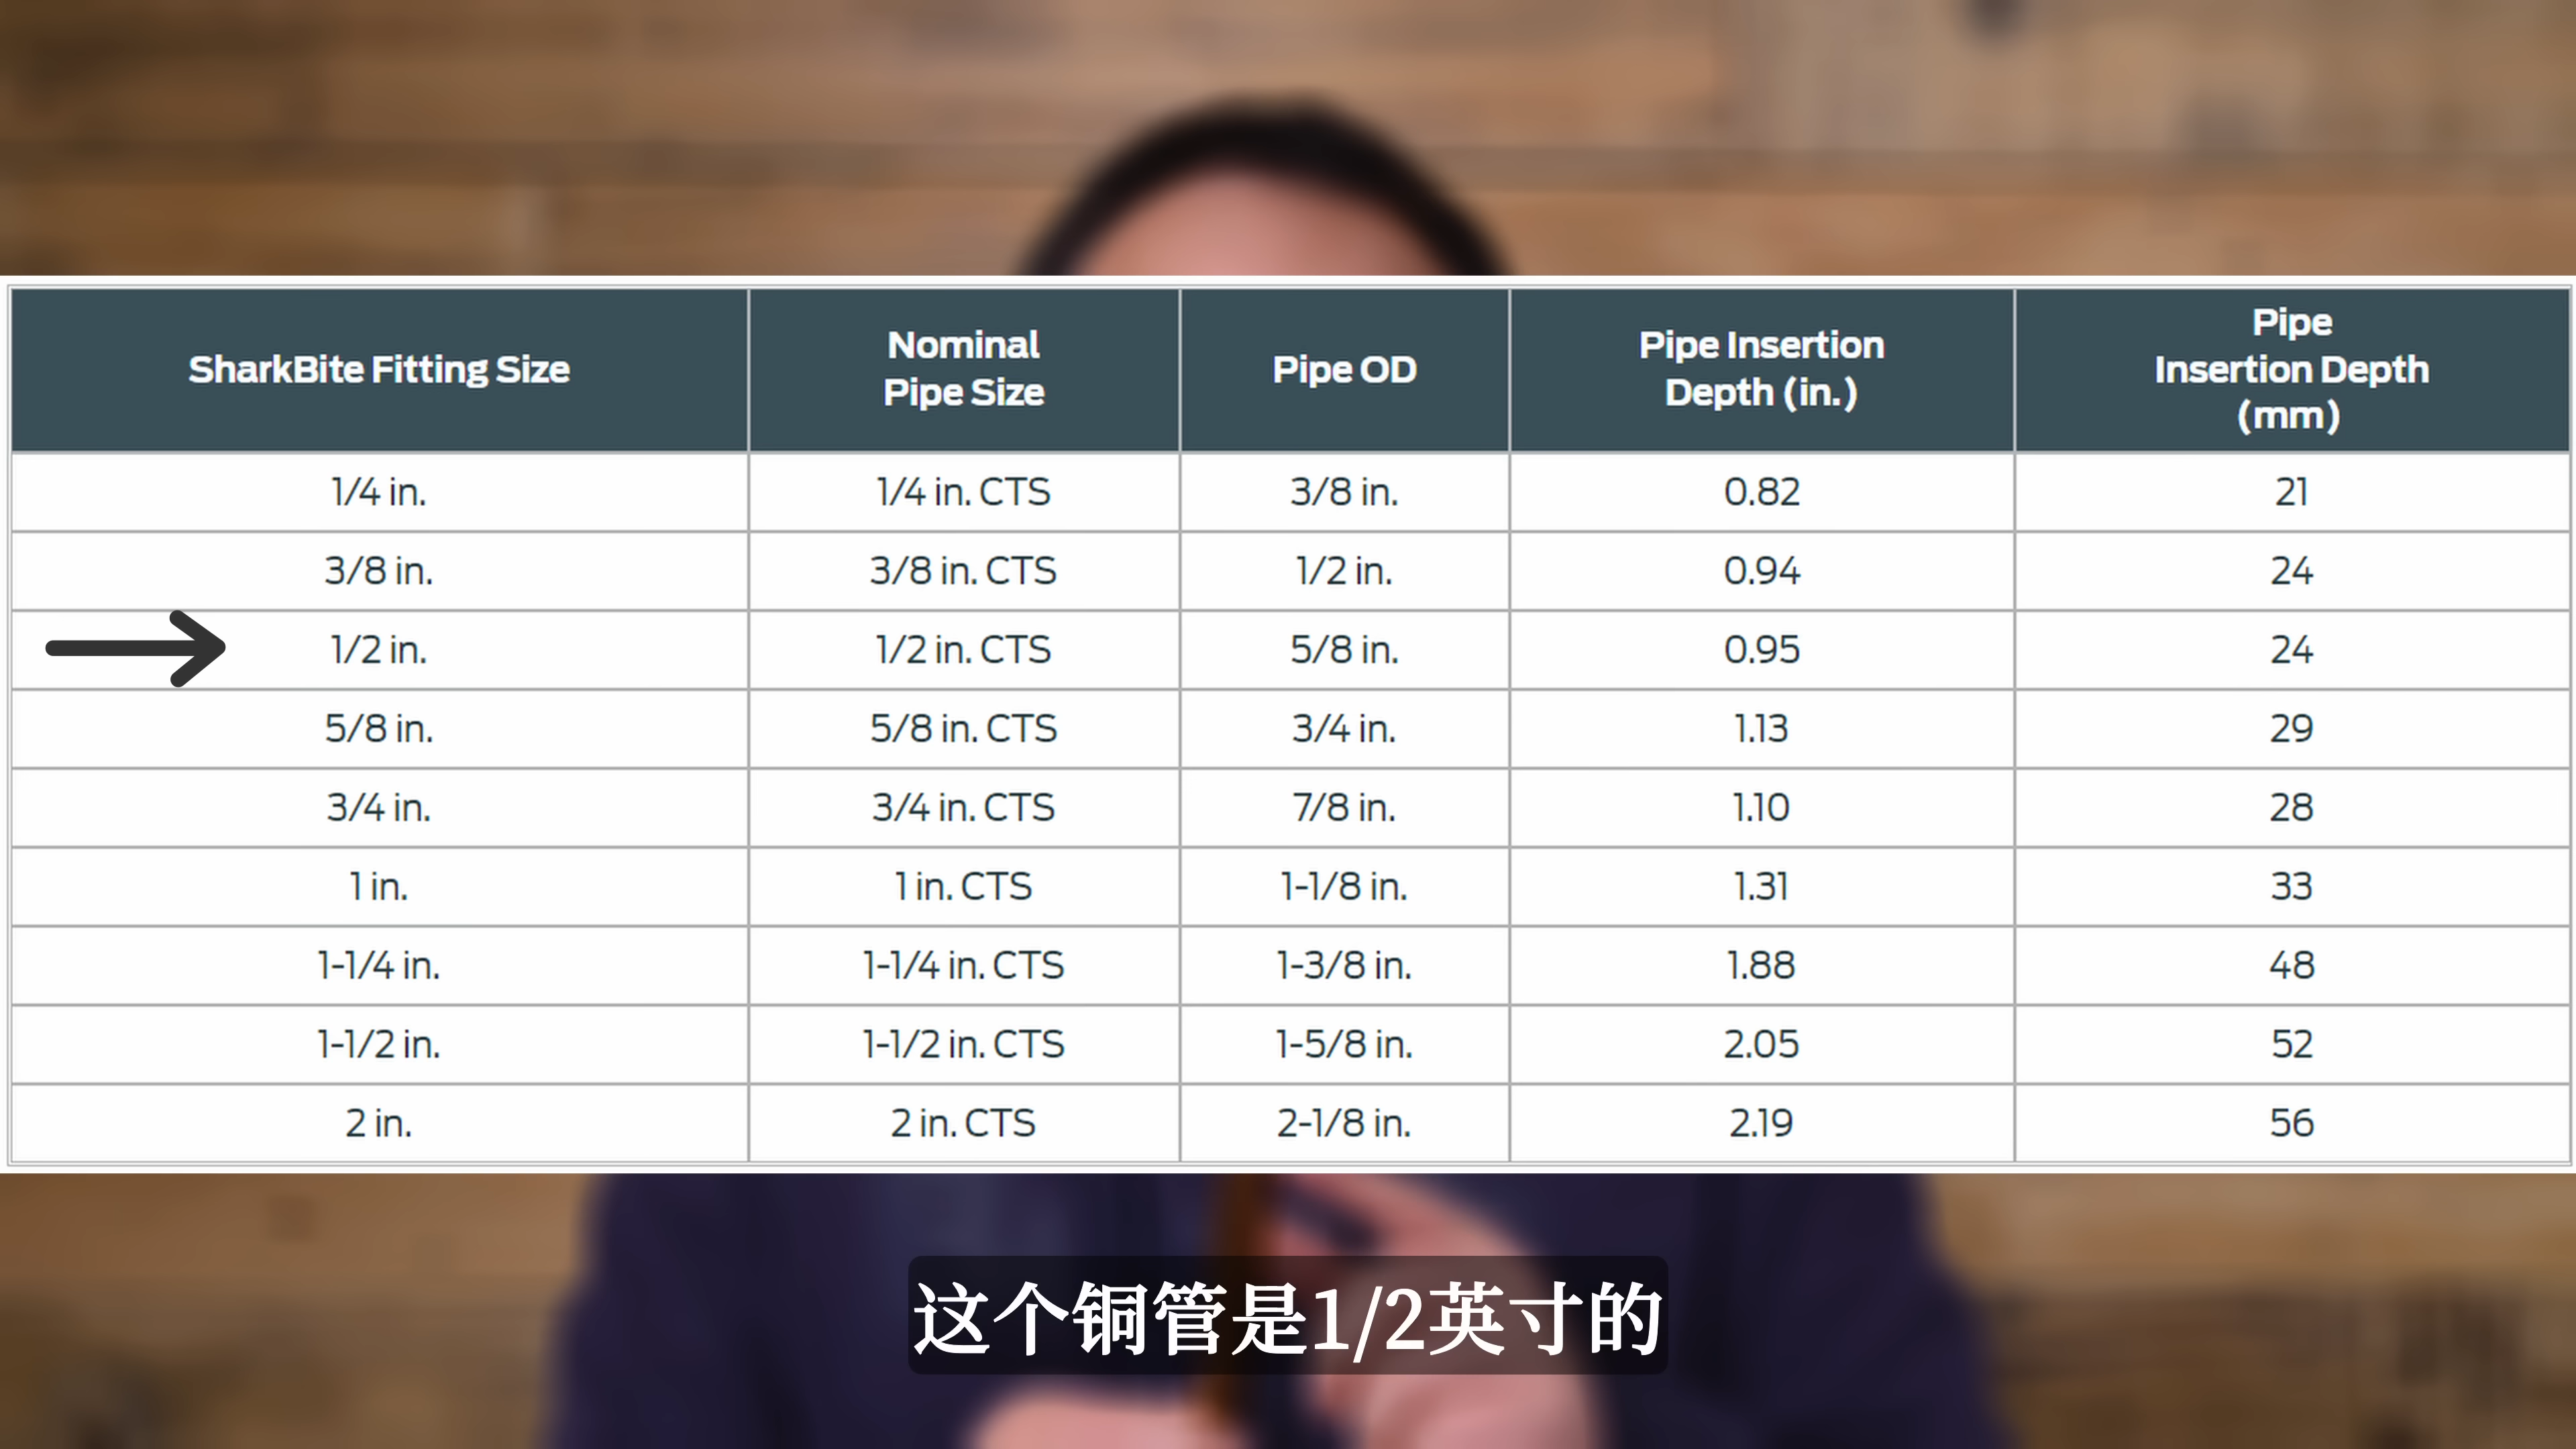 SharkBite Fitting Size
Nominal
Pipe Size
Pipe OD
Pipe Insertion
Depth (in.)
Pipe
Insertion Depth
(mm)
1/4 in. 1/4 in. CTS 3/8 in. 0.82 21
3/8 in. 3/8 in. CTS 1/2 in. 0.94 24
1/2 in. 1/2 in. CTS 5/8 in. 0.95 24
5/8 in. 5/8 in. CTS 3/4 in. 1.13 29
3/4 in. 3/4 in. CTS 7/8 in. 1.10 28
1 in. 1 in. CTS 1-1/8 in. 1.31 33
1-1/4 in. 1-1/4 in. CTS 1-3/8 in. 1.88 48
1-1/2 in. 1-1/2 in. CTS 1-5/8 in. 2.05 52
2 in. 2 in. CTS 2-1/8 in. 2.19 56
这个铜管是1/2英寸的